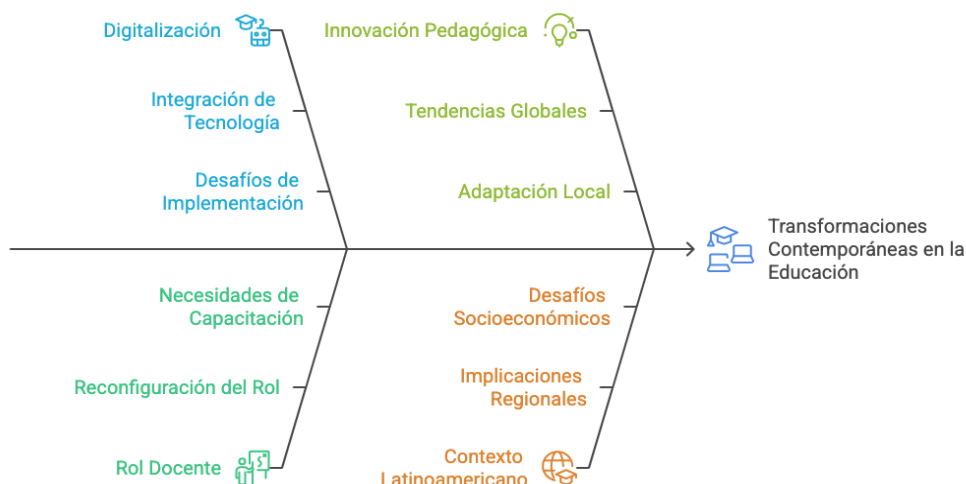 Digitalización
Integración de
Tecnología
Desafíos de
Implementación
Innovación Pedagógica
Tendencias Globales
Adaptación Local
Transformaciones
Contemporáneas en la
Educación
Necesidades de
Capacitación
Reconfiguración del Rol
Rol Docente
Desafíos
Socioeconómicos
Implicaciones
Regionales
Contexto
Latinoamericano